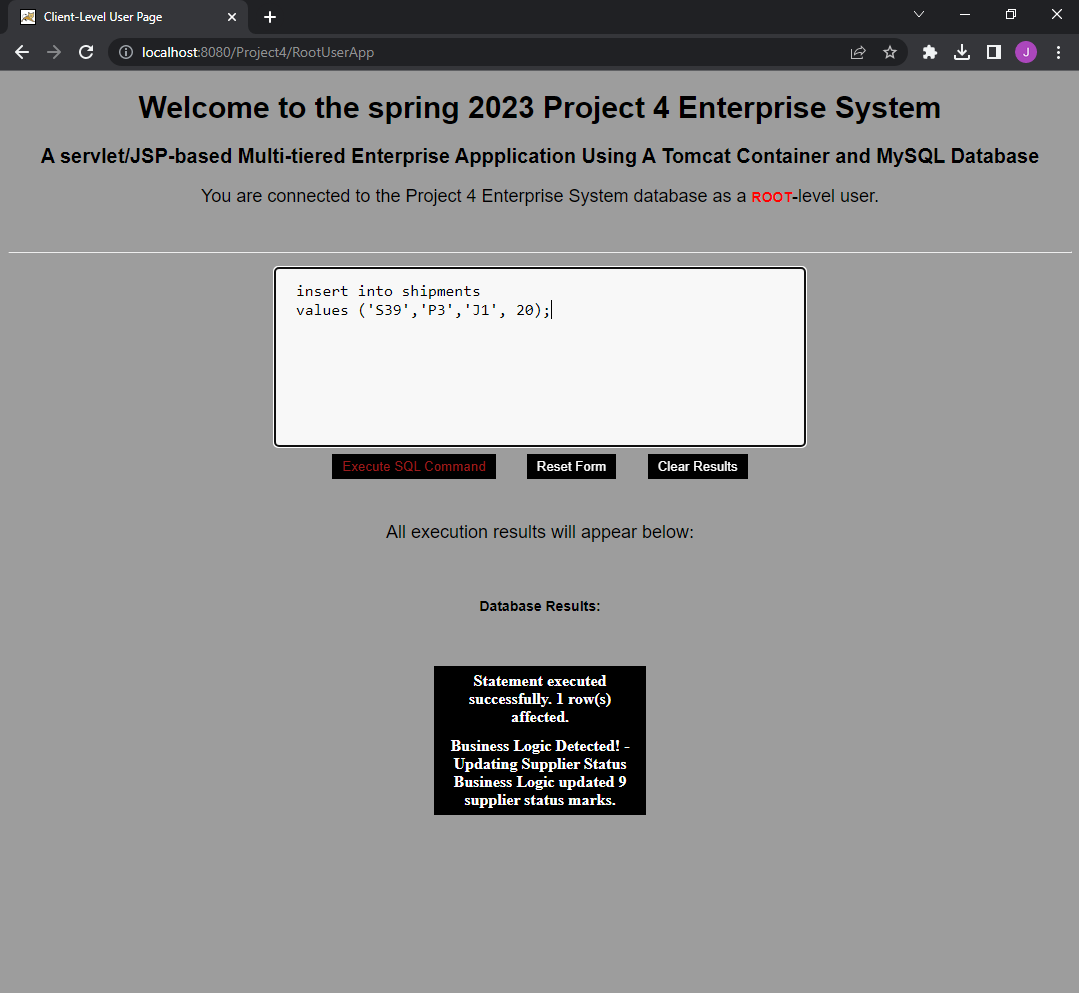 Client-Level User Page
localhost:8080/Project4/RootUserApp
J
Welcome to the spring 2023 Project 4 Enterprise System
A servlet/JSP-based Multi-tiered Enterprise Appplication Using A Tomcat Container and MySQL Database
You are connected to the Project 4 Enterprise System database as a ROOT-level user.
insert into shipments
values ('S39','P3','J1', 20);
Execute SQL Command Reset Form Clear Results
All execution results will appear below:
Database Results:
Statement executed
successfully. 1 row(s)
affected.
Business Logic Detected! -
Updating Supplier Status
Business Logic updated 9
supplier status marks.